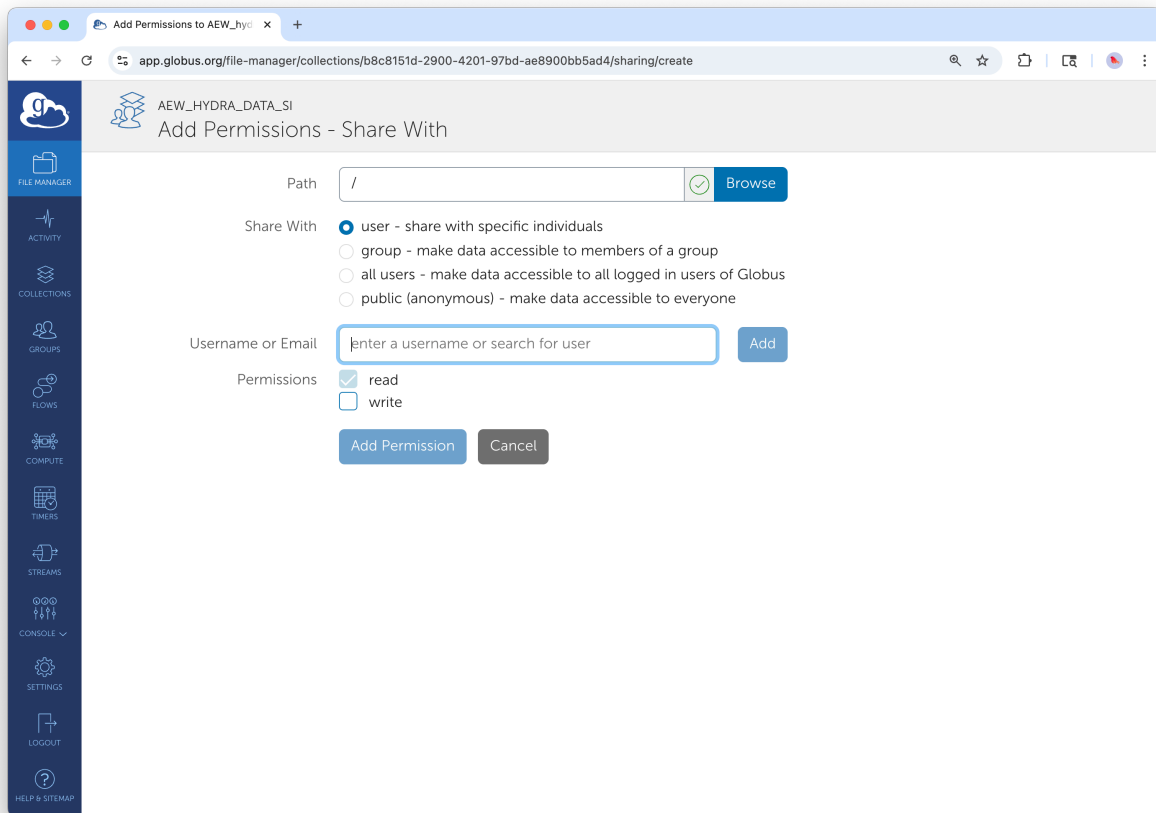 Add Permissions to AEW_hyd
app.globus.org/file-manager/collections/b8c8151d-2900-4201-97bd-ae8900bb5ad4/sharing/create
g
AEW_HYDRA_DATA_SI
Add Permissions - Share With
FILE MANAGER
ACTIVITY
COLLECTIONS
GROUPS
FLOWS
COMPUTE
TIMERS
STREAMS
CONSOLE
SETTINGS
LOGOUT
HELP & SITEMAP
Path
/
Browse
Share With
user - share with specific individuals
group - make data accessible to members of a group
all users - make data accessible to all logged in users of Globus
public (anonymous) - make data accessible to everyone
Username or Email
enter a username or search for user
Add
Permissions
read
write
Add Permission
Cancel